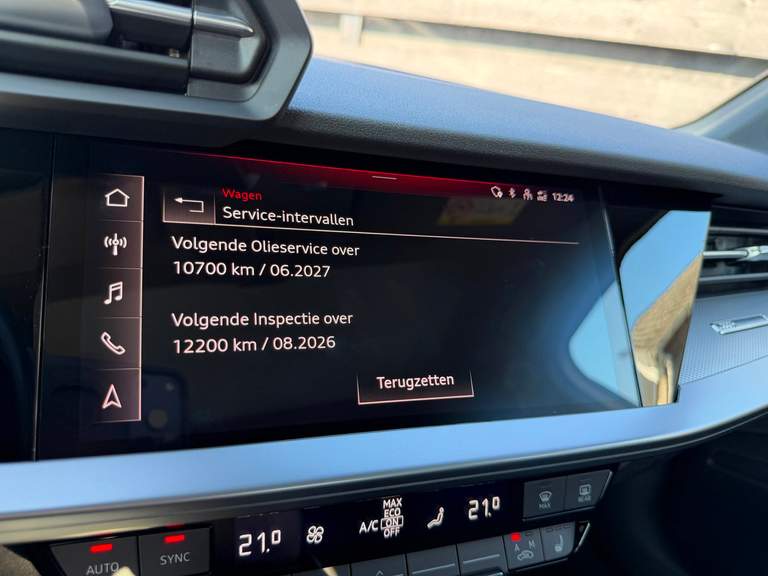 Wagen
12:24
Service-intervallen
Volgende Olieservice over
10700 km / 06.2027
Volgende Inspectie over
12200 km / 08.2026
Terugzetten
MAX
ECO
A/C ON
OFF
21.0
21.0
MAX
REAR
AUTO
SYNC
A M